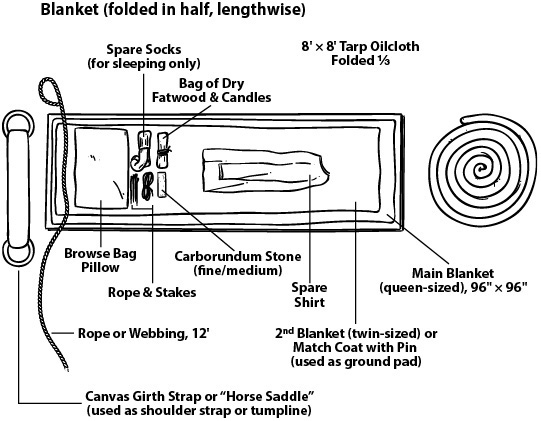 Blanket (folded in half, lengthwise)
Spare Socks
(for sleeping only)
8' × 8' Tarp Oilcloth
Folded ⅓
Bag of Dry
Fatwood & Candles
Browse Bag
Pillow
Carborundum Stone
(fine/medium)
Rope & Stakes
Spare
Shirt
Main Blanket
(queen-sized), 96" × 96"
Rope or Webbing, 12'
2nd Blanket (twin-sized) or
Match Coat with Pin
(used as ground pad)
Canvas Girth Strap or “Horse Saddle”
(used as shoulder strap or tumpline)